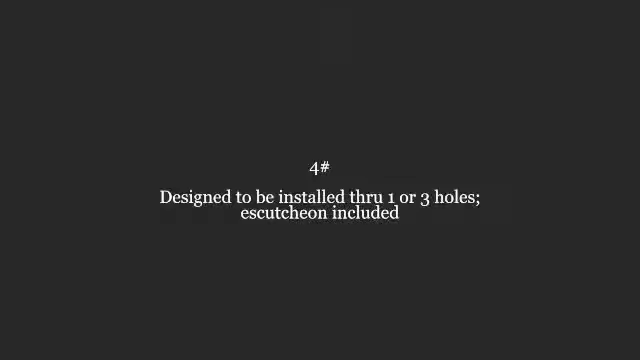 4#
Designed to be installed thru 1 or 3 holes;
escutcheon included